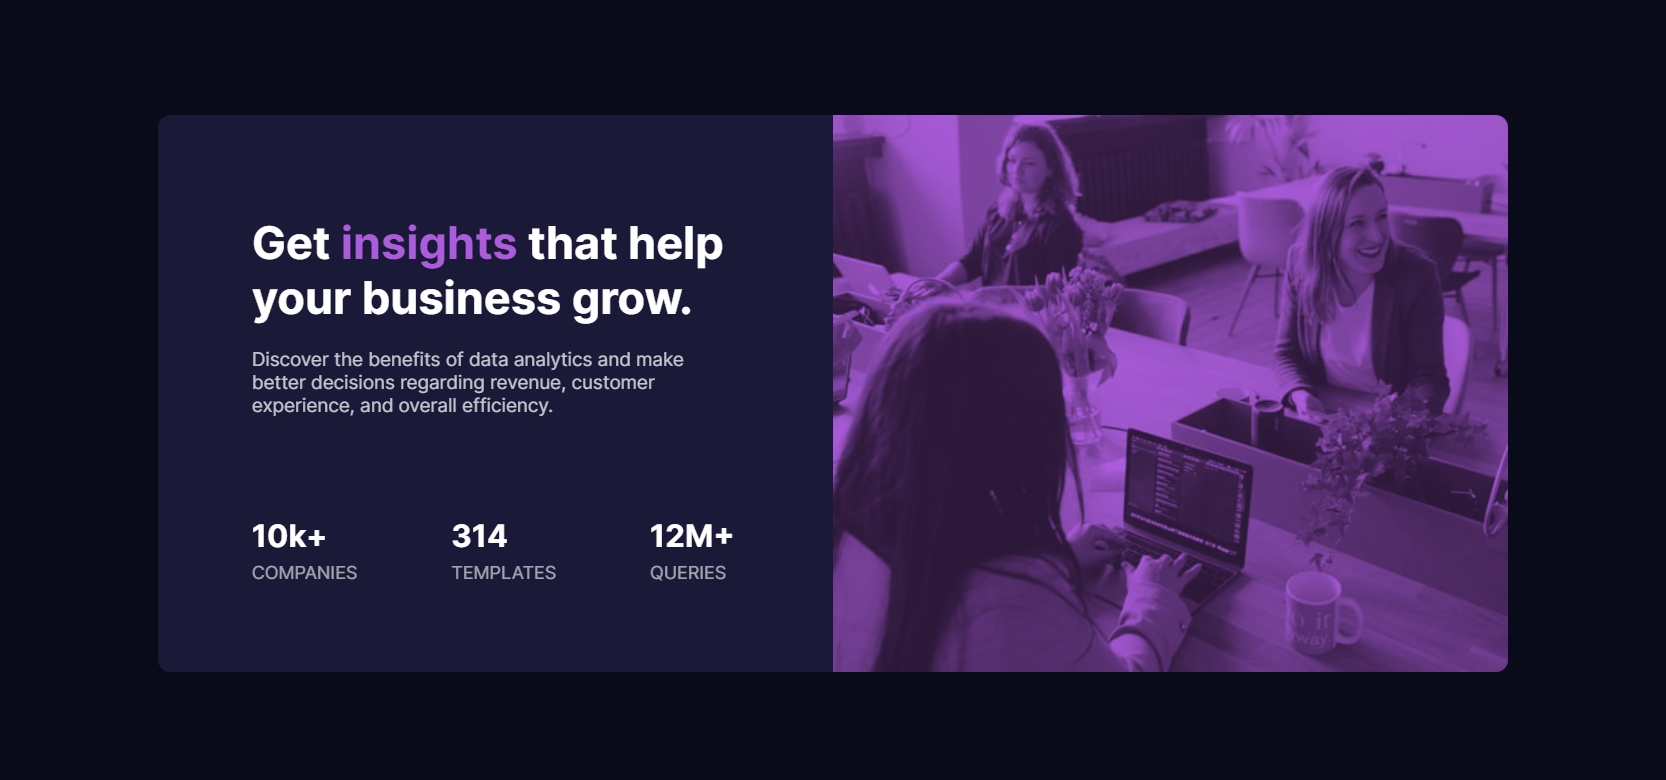 Get insights that help
your business grow.
Discover the benefits of data analytics and make
better decisions regarding revenue, customer
experience, and overall efficiency.
10k+ 314 12M+
COMPANIES TEMPLATES QUERIES